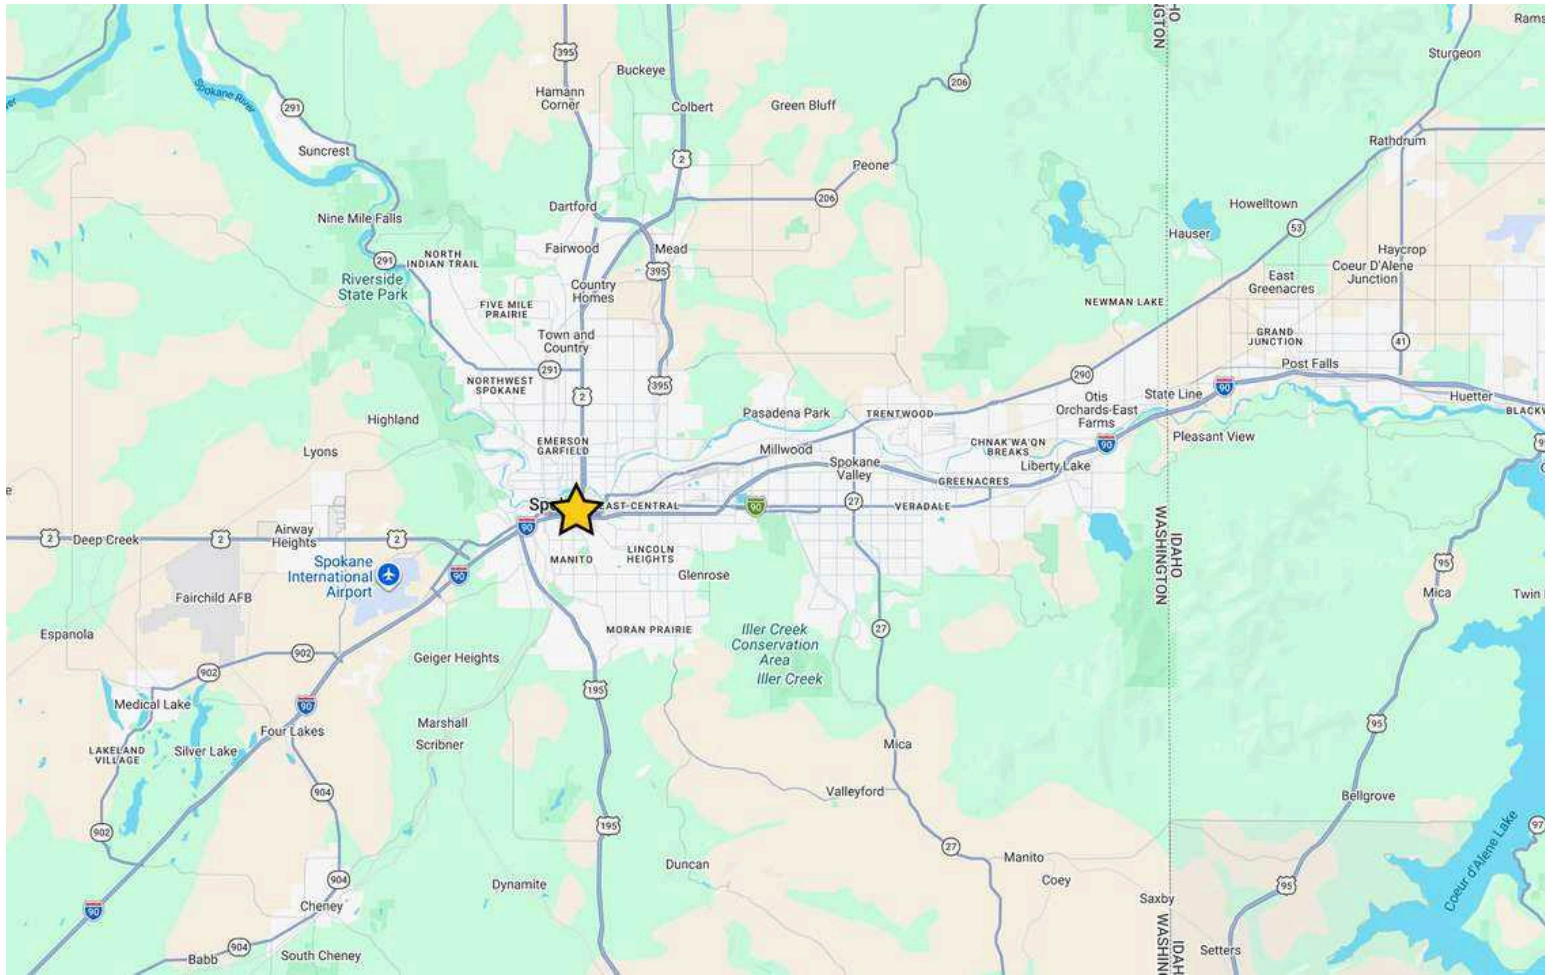 HO
GTON
Rams
395
Buckeye
Sturgeon
206
Spokane River
291
Hamann
Corner
Colbert
Green Bluff
Suncrest
2
Rathdrum
Peone
206
Dartford
Howelltown
Nine Mile Falls
53
Hauser
Fairwood
Mead
Haycrop
NORTH
INDIAN TRAIL
291
395
Coeur D'Alene
Junction
Riverside
State Park
East
Greenacres
Country
Homes
FIVE MILE
PRAIRIE
NEWMAN LAKE
Town and
Country
GRAND
JUNCTION
41
Post Falls
291
290
NORTHWEST
SPOKANE
395
90
State Line
2
Huetter
Otis
Orchards-East
Farms
BLACKW
Pasadena Park
TRENTWOOD
Highland
Pleasant View
EMERSON
GARFIELD
CHNAK'WA'QN
BREAKS
90
Millwood
Lyons
Spokane
Valley
Liberty Lake
GREENACRES
Sp
EAST CENTRAL
90
27
VERADALE
90
Airway
Heights
2
Deep Creek
2
2
IDAHO
WASHINGTON
MANITO
LINCOLN
HEIGHTS
95
Spokane
International
Airport
90
Glenrose
Mica
Twin
Fairchild AFB
Espanola
MORAN PRAIRIE
27
Iller Creek
Conservation
Area
Iller Creek
902
Geiger Heights
902
195
Medical Lake
90
Marshall
95
Four Lakes
Scribner
Mica
LAKELAND
VILLAGE
Silver Lake
904
Valleyford
Bellgrove
902
195
97
27
Coeur d'Alene Lake
Duncan
Manito
904
Dynamite
Coey
95
Saxby
90
Cheney
904
South Cheney
Babb
IDAH
WASHIN
Setters